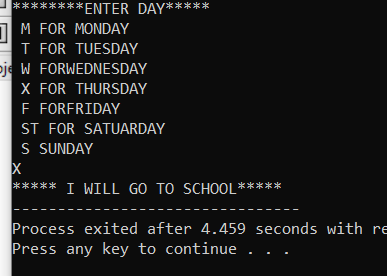 ********ENTER DAY*****
M FOR MONDAY
T FOR TUESDAY
W FORWEDNESDAY
X FOR THURSDAY
F FORFRIDAY
ST FOR SATUARDAY
S SUNDAY
X
***** I WILL GO TO SCHOOL*****
--------------------------------
Process exited after 4.459 seconds with re
Press any key to continue . . .